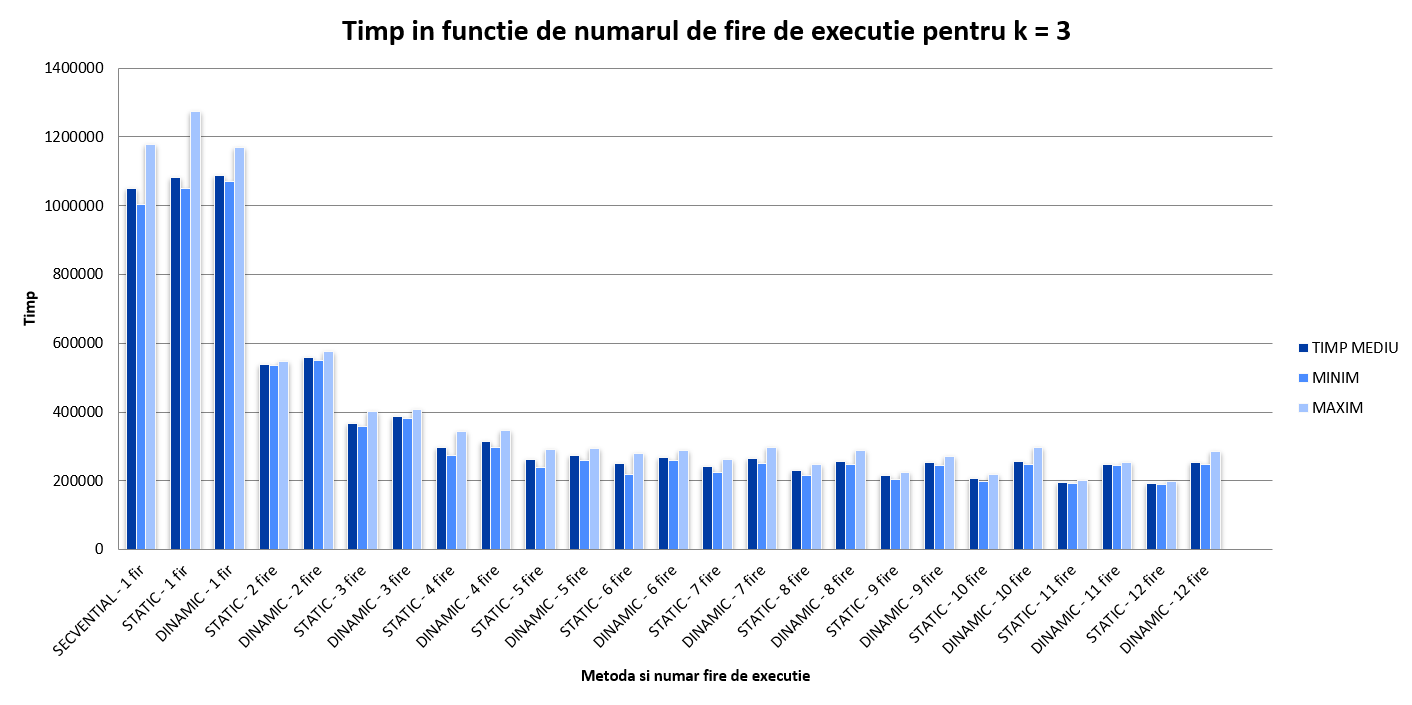 Timp in functie de numarul de fire de executie pentru k = 3
1400000
1200000
1000000
800000
600000
400000
200000
0
Timp
SECVENTIAL - 1 fir
STATIC - 1 fir
DINAMIC - 1 fir
STATIC - 2 fire
DINAMIC - 2 fire
STATIC - 3 fire
DINAMIC - 3 fire
STATIC - 4 fire
DINAMIC - 4 fire
STATIC - 5 fire
DINAMIC - 5 fire
STATIC - 6 fire
DINAMIC - 6 fire
STATIC - 7 fire
DINAMIC - 7 fire
STATIC - 8 fire
DINAMIC - 8 fire
STATIC - 9 fire
DINAMIC - 9 fire
STATIC - 10 fire
DINAMIC - 10 fire
STATIC - 11 fire
DINAMIC - 11 fire
STATIC - 12 fire
DINAMIC - 12 fire
Metoda si numar fire de executie
TIMP MEDIU
MINIM
MAXIM